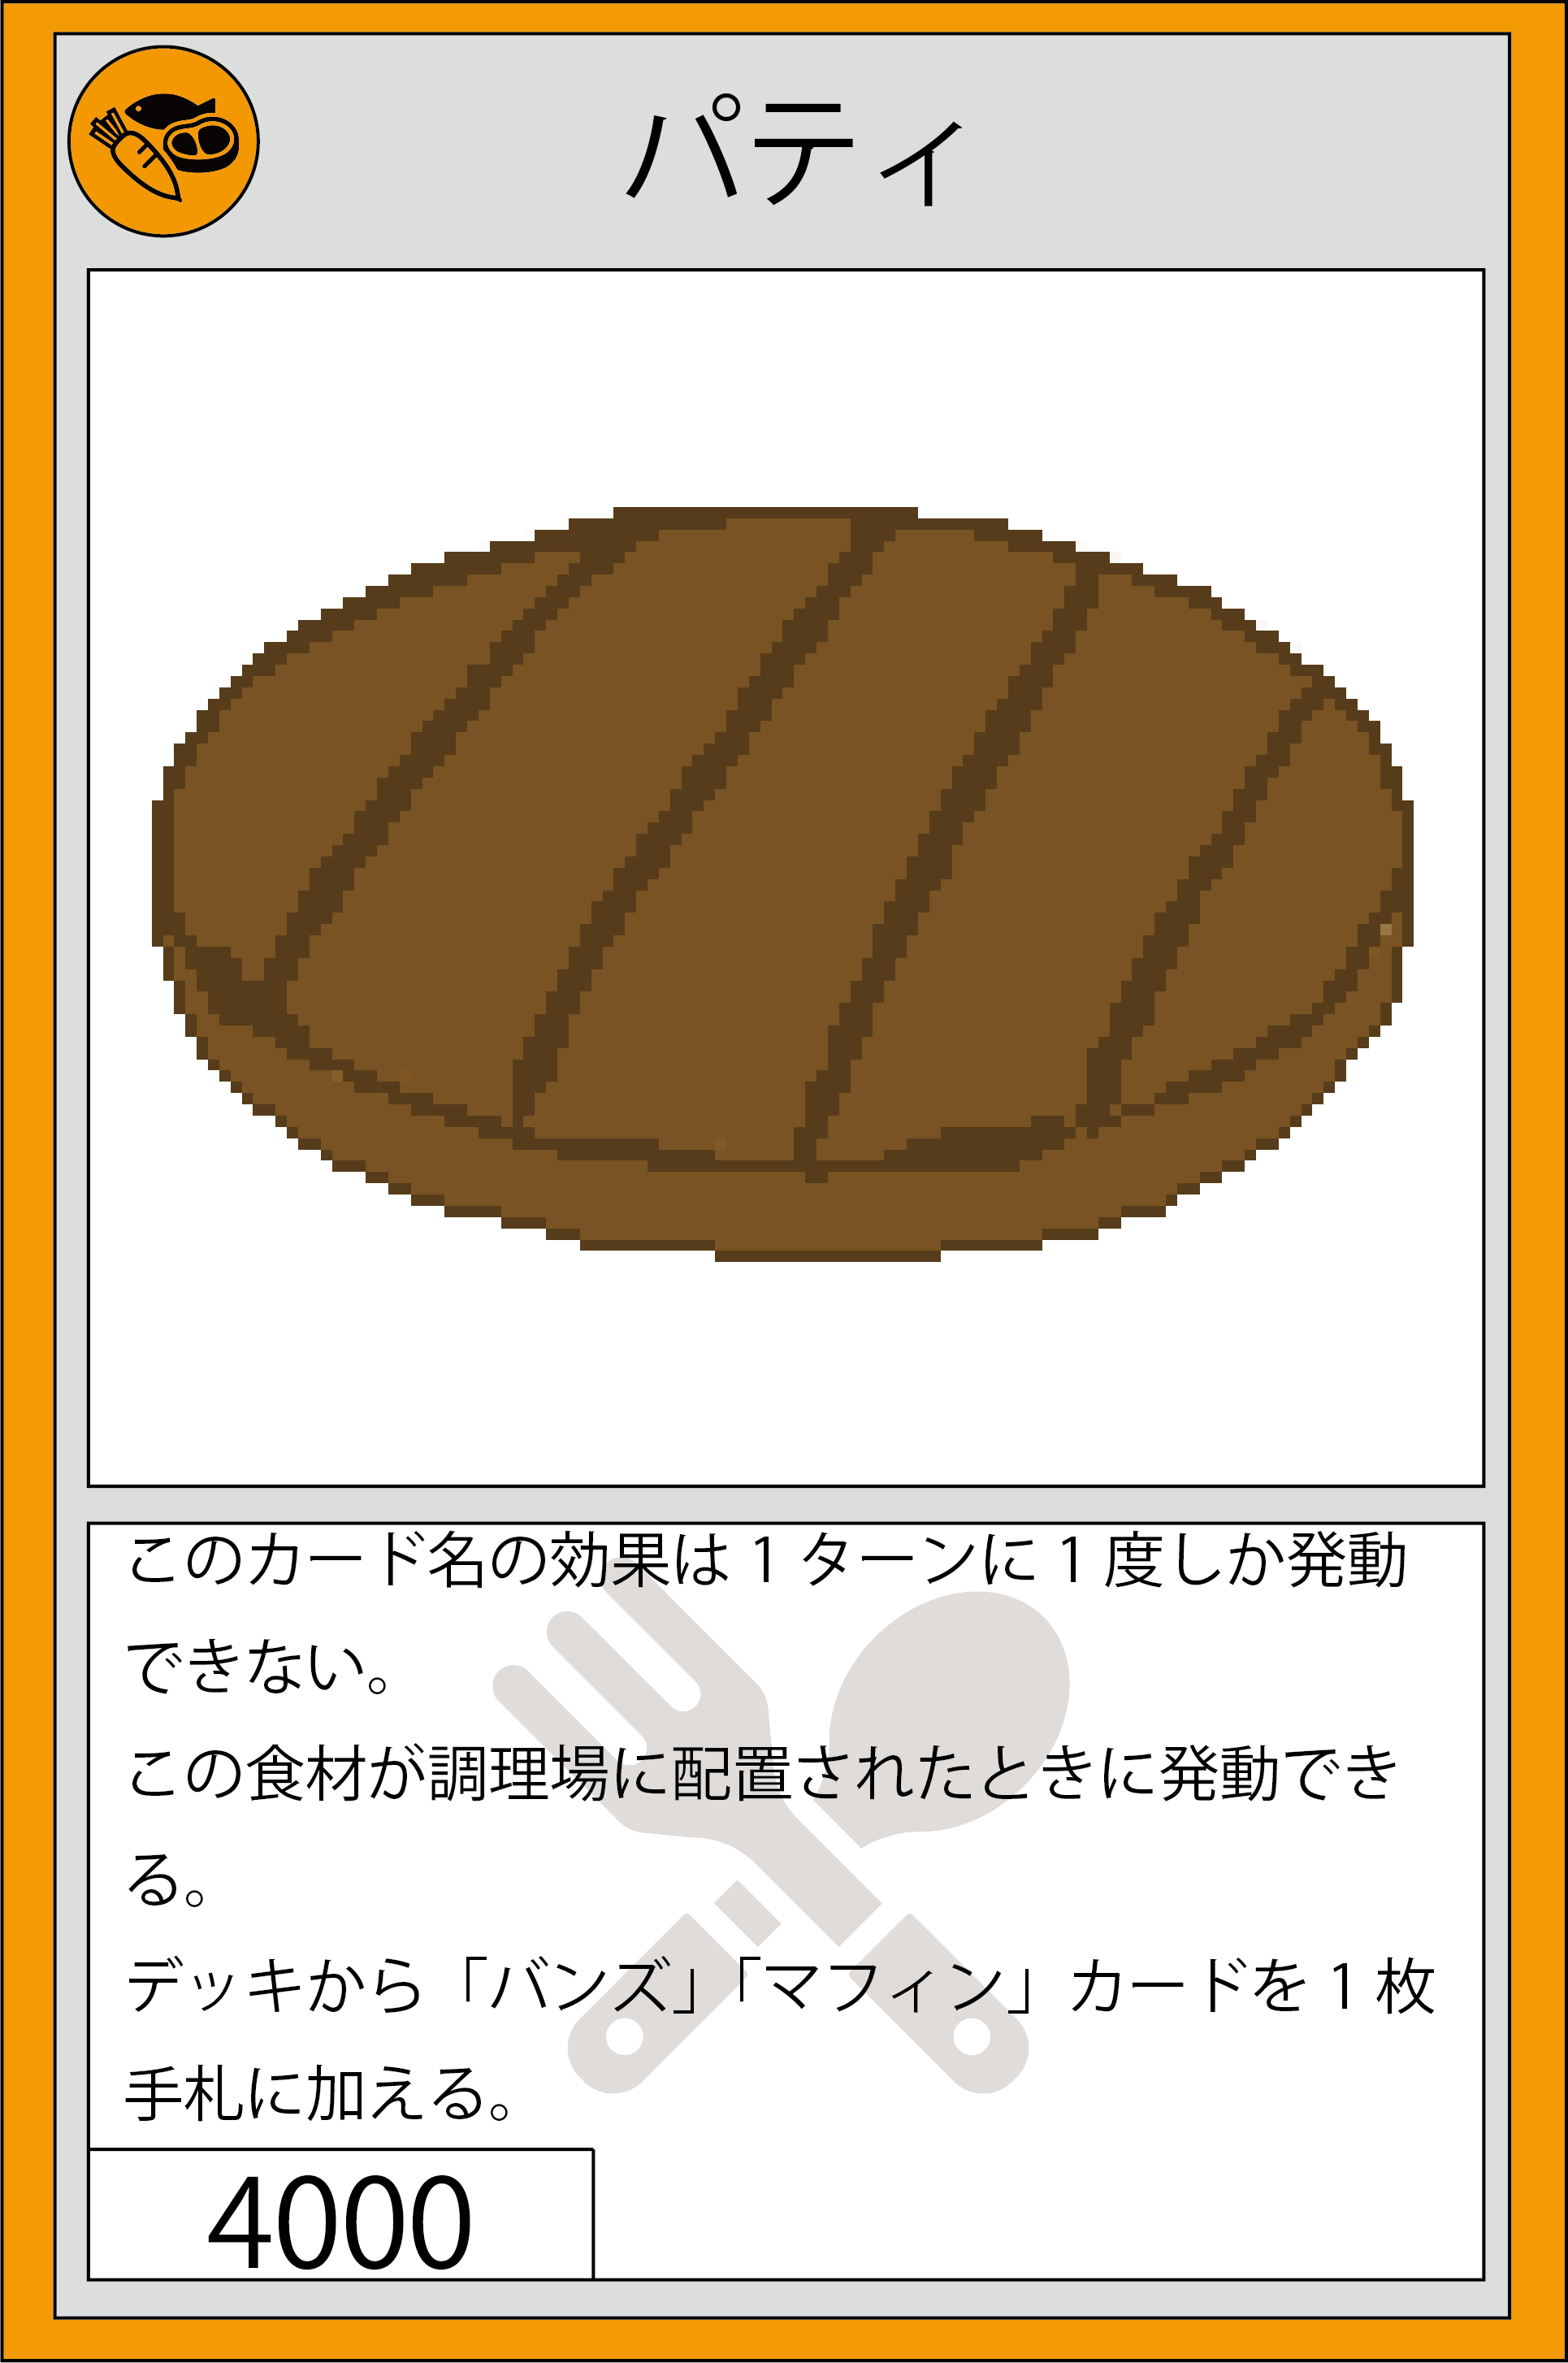 パティ
このカード名の効果は1ターンに1度しか発動
できない。
この食材が調理場に配置されたときに発動でき
る。
デッキから「バンズ」「マフィン」カードを1枚
手札に加える。
4000